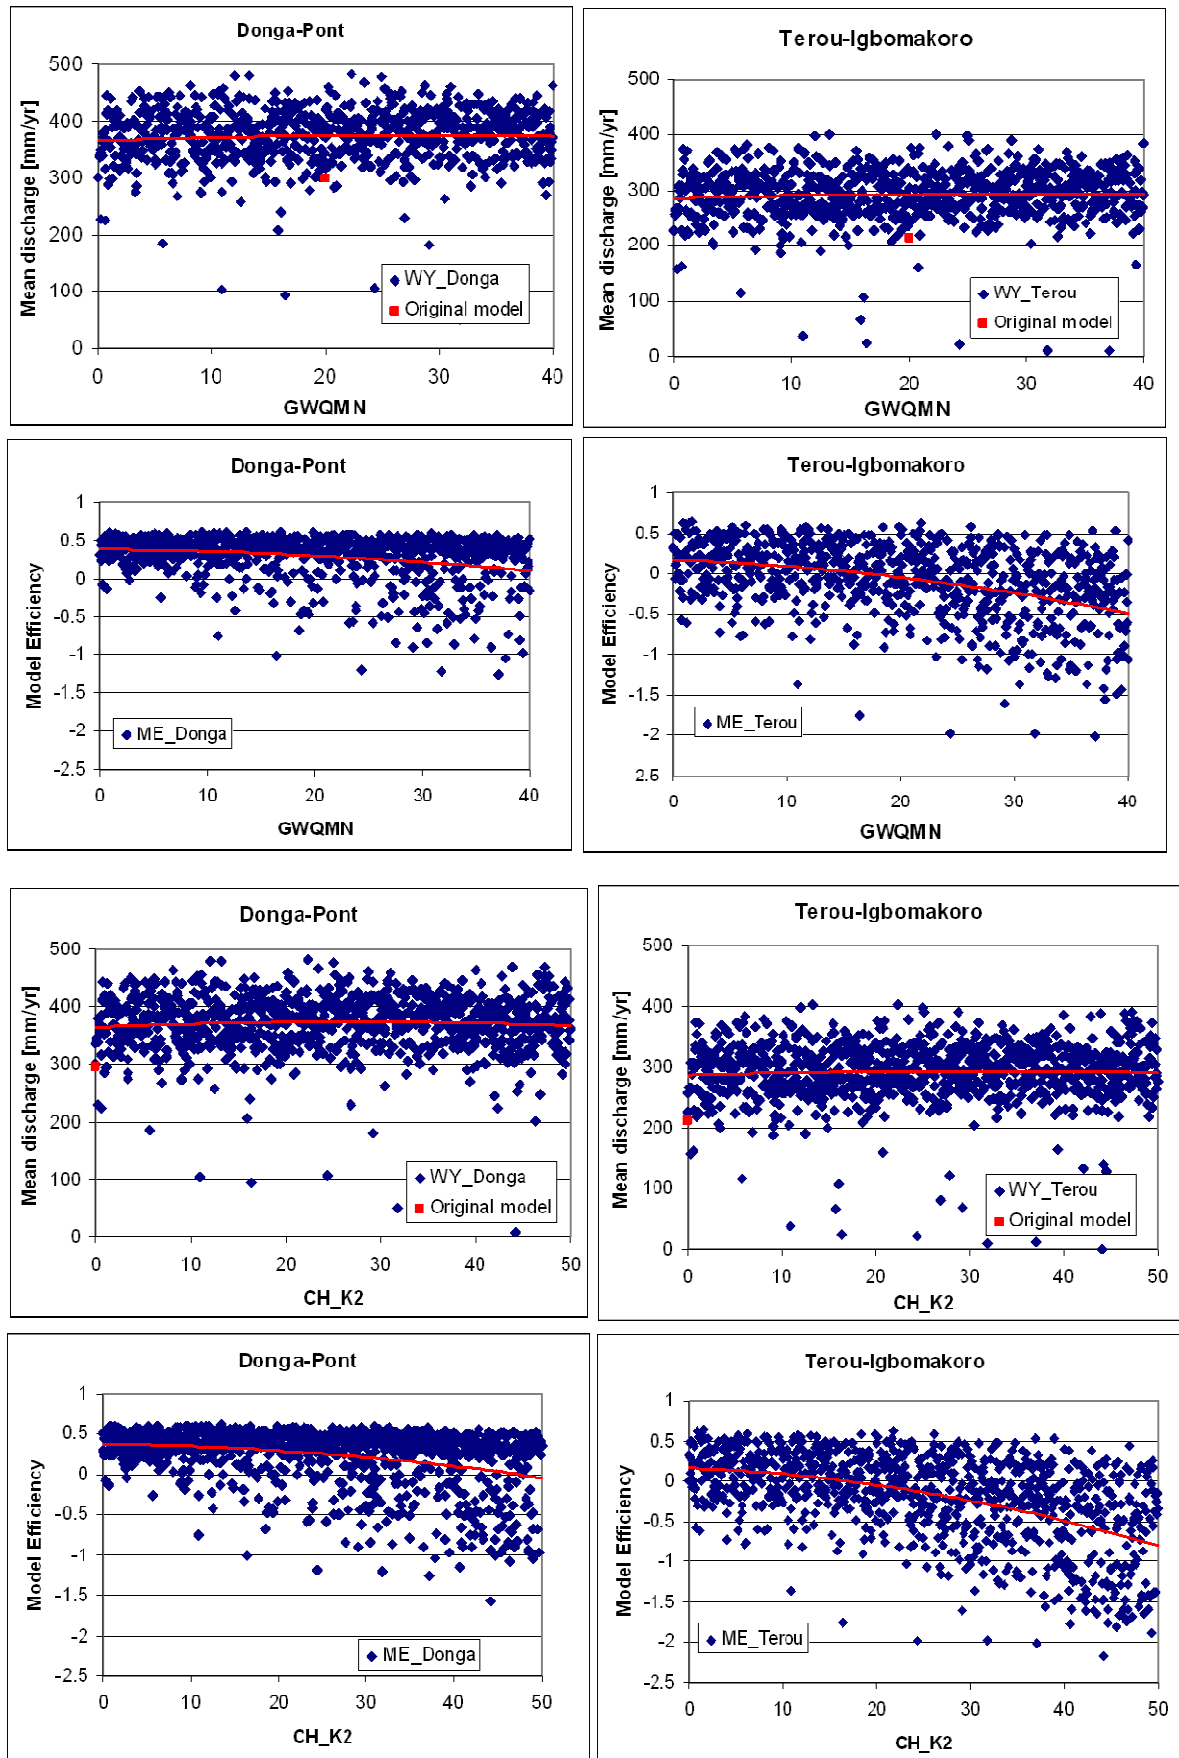 Donga-Pont
Mean discharge [mm/yr]
500
400
300
200
100
0
WY_Donga
Original model
0 10 20 30 40
GWQMN
Terou-Igbomakoro
Mean discharge [mm/yr]
500
400
300
200
100
0
WY_Terou
Original model
0 10 20 30 40
GWQMN
Donga-Pont
Model Efficiency
1
0.5
0
-0.5
-1
-1.5
-2
-2.5
ME_Donga
0 10 20 30 40
GWQMN
Terou-Igbomakoro
Model Efficiency
1
0.5
0
-0.5
-1
-1.5
-2
2.5
ME_Terou
0 10 20 30 40
GWQMN
Donga-Pont
Mean discharge [mm/yr]
500
400
300
200
100
0
WY_Donga
Original model
0 10 20 30 40 50
CH_K2
Terou-Igbomakoro
Mean discharge [mm/yr]
500
400
300
200
100
0
WY_Terou
Original model
0 10 20 30 40 50
CH_K2
Donga-Pont
Model Efficiency
1
0.5
0
-0.5
-1
-1.5
-2
-2.5
ME_Donga
0 10 20 30 40 50
CH_K2
Terou-Igbomakoro
Model Efficiency
1
0.5
0
-0.5
-1
-1.5
-2
-2.5
ME_Terou
0 10 20 30 40 50
CH_K2